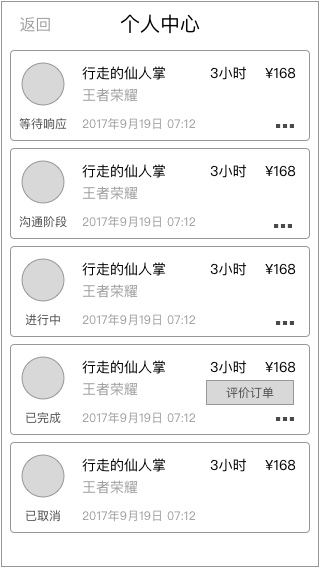 返回 个人中心
行走的仙人掌 3小时 ¥168
王者荣耀
等待响应 2017年9月19日 07:12
行走的仙人掌 3小时 ¥168
王者荣耀
沟通阶段 2017年9月19日 07:12
行走的仙人掌 3小时 ¥168
王者荣耀
进行中 2017年9月19日 07:12
行走的仙人掌 3小时 ¥168
王者荣耀 评价订单
已完成 2017年9月19日 07:12
行走的仙人掌 3小时 ¥168
王者荣耀
已取消 2017年9月19日 07:12